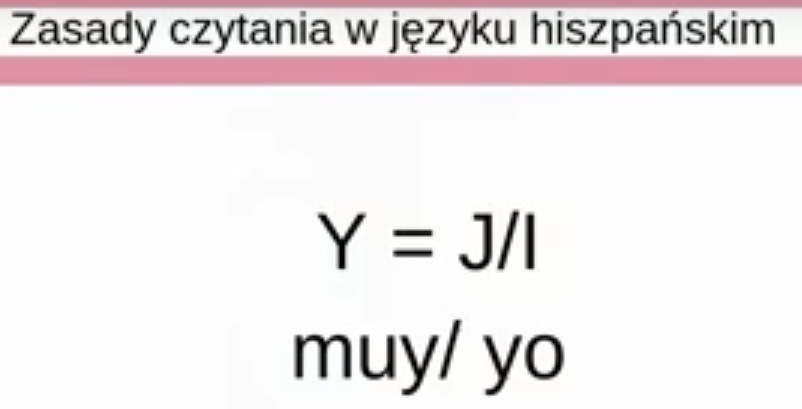 Zasady czytania w języku hiszpańskim
Y = J/I
muy/ yo